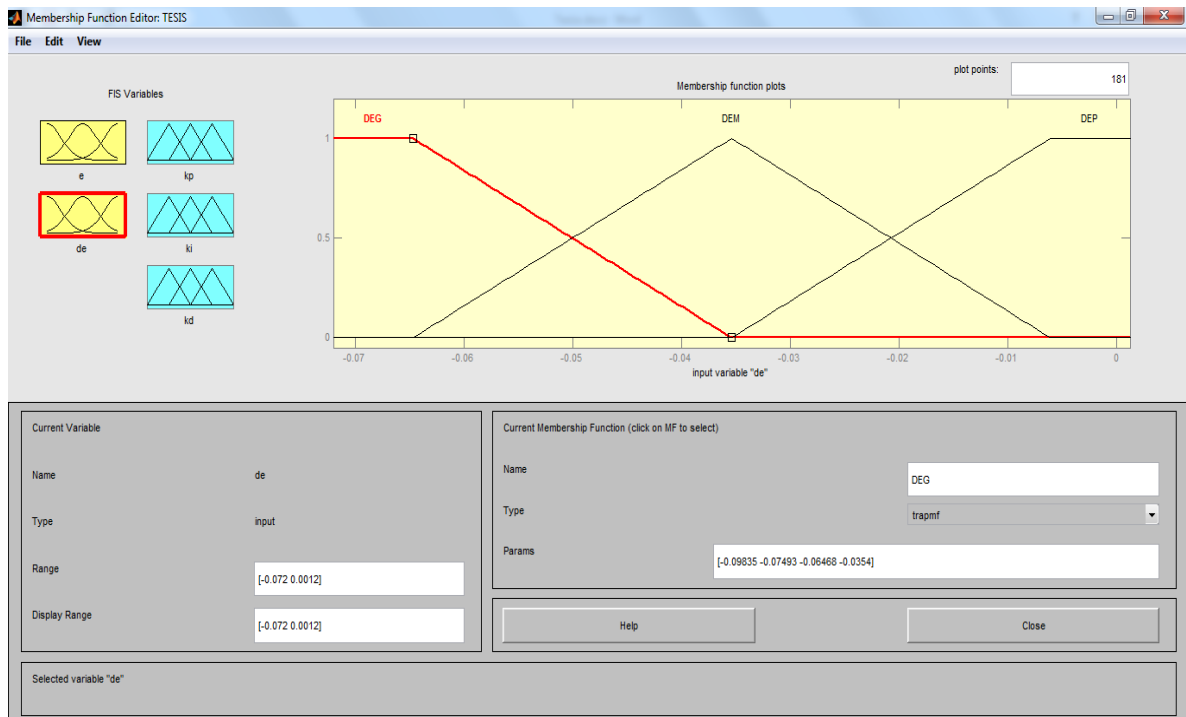 Membership Function Editor: TESIS
File Edit View
plot points:
181
FIS Variables
Membership function plots
e
kp
de
ki
kd
DEG
DEM
DEP
1
0.5
0
-0.07 -0.06 -0.05 -0.04 -0.03 -0.02 -0.01 0
input variable "de"
Current Variable
Name de
Type input
Range [-0.072 0.0012]
Display Range [-0.072 0.0012]
Current Membership Function (click on MF to select)
Name DEG
Type trapmf
Params [-0.09835 -0.07493 -0.06468 -0.0354]
Help Close
Selected variable "de"